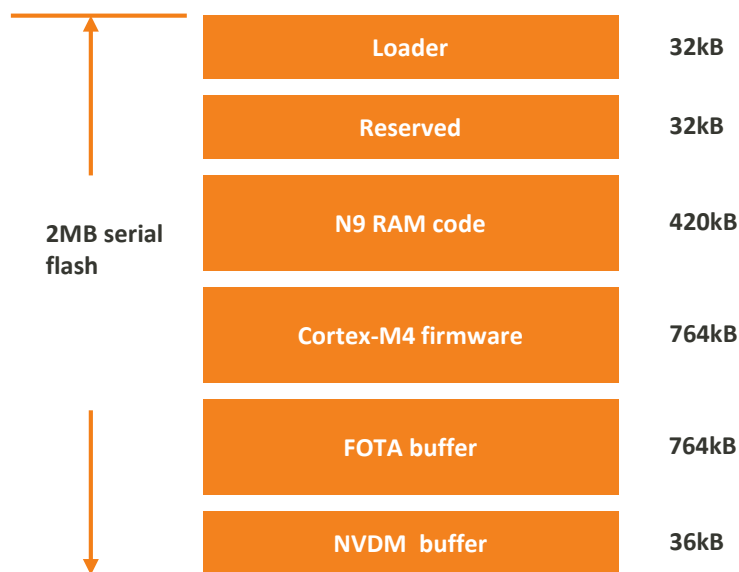 Loader 32kB
Reserved 32kB
N9 RAM code 420kB
2MB serial
flash
Cortex-M4 firmware 764kB
FOTA buffer 764kB
NVDM buffer 36kB